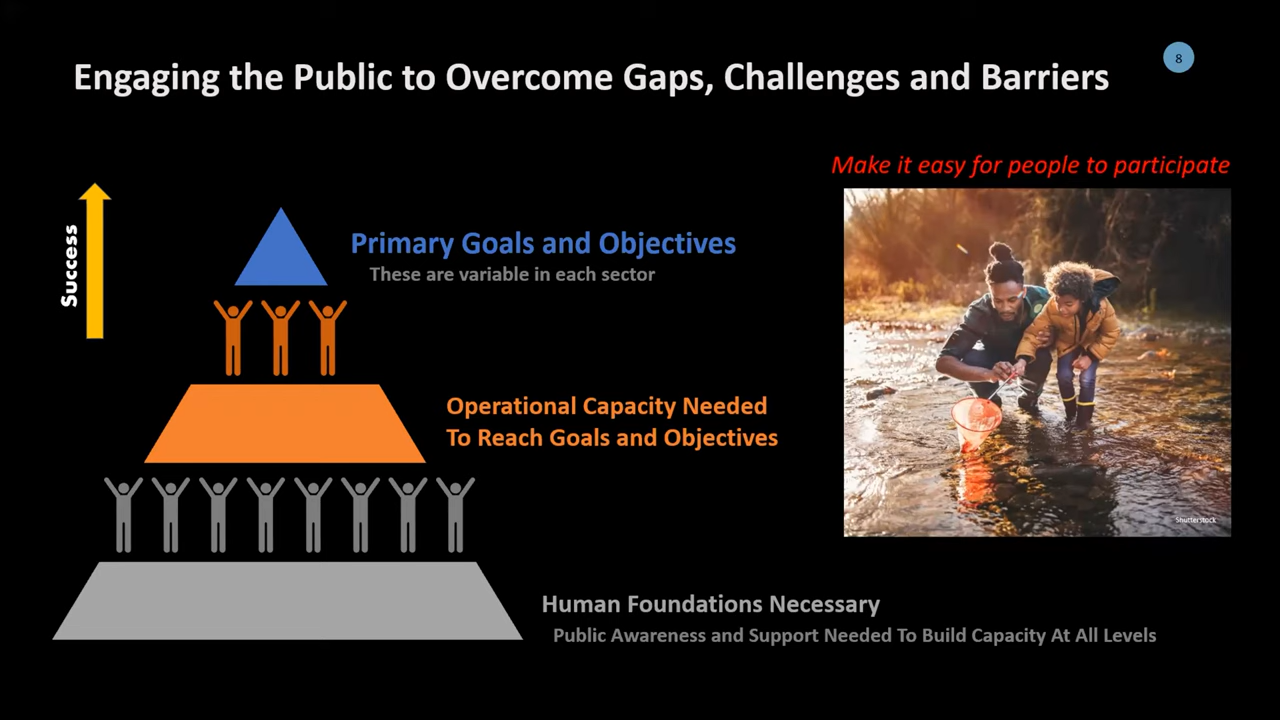 Engaging the Public to Overcome Gaps, Challenges and Barriers
8
Make it easy for people to participate
Success
Primary Goals and Objectives
These are variable in each sector
Operational Capacity Needed
To Reach Goals and Objectives
Shutterstock
Human Foundations Necessary
Public Awareness and Support Needed To Build Capacity At All Levels